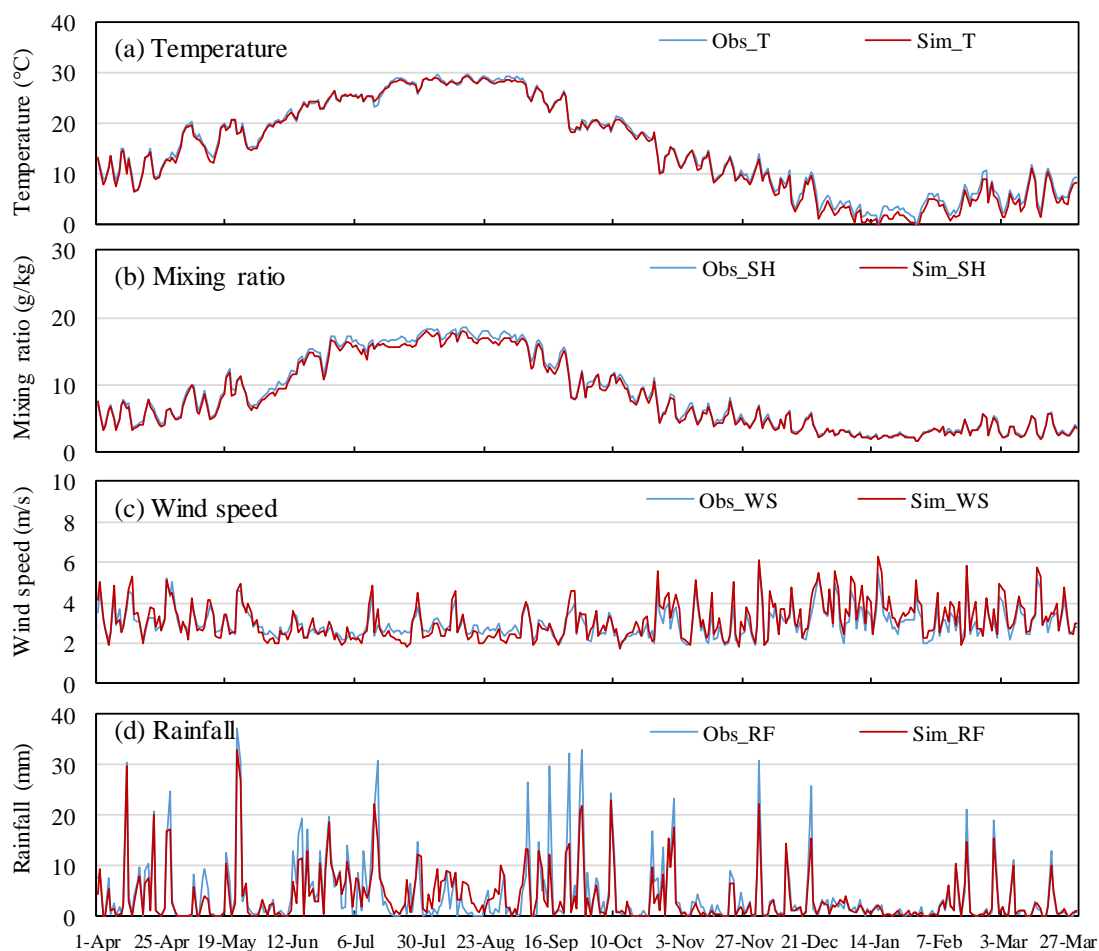 (a) Temperature
Obs_T Sim_T
Temperature (°C)
40
30
20
10
0
(b) Mixing ratio
Obs_SH Sim_SH
Mixing ratio (g/kg)
30
20
10
0
(c) Wind speed
Obs_WS Sim_WS
Wind speed (m/s)
10
8
6
4
2
0
(d) Rainfall
Obs_RF Sim_RF
Rainfall (mm)
40
30
20
10
0
1-Apr 25-Apr 19-May 12-Jun 6-Jul 30-Jul 23-Aug 16-Sep 10-Oct 3-Nov 27-Nov 21-Dec 14-Jan 7-Feb 3-Mar 27-Mar